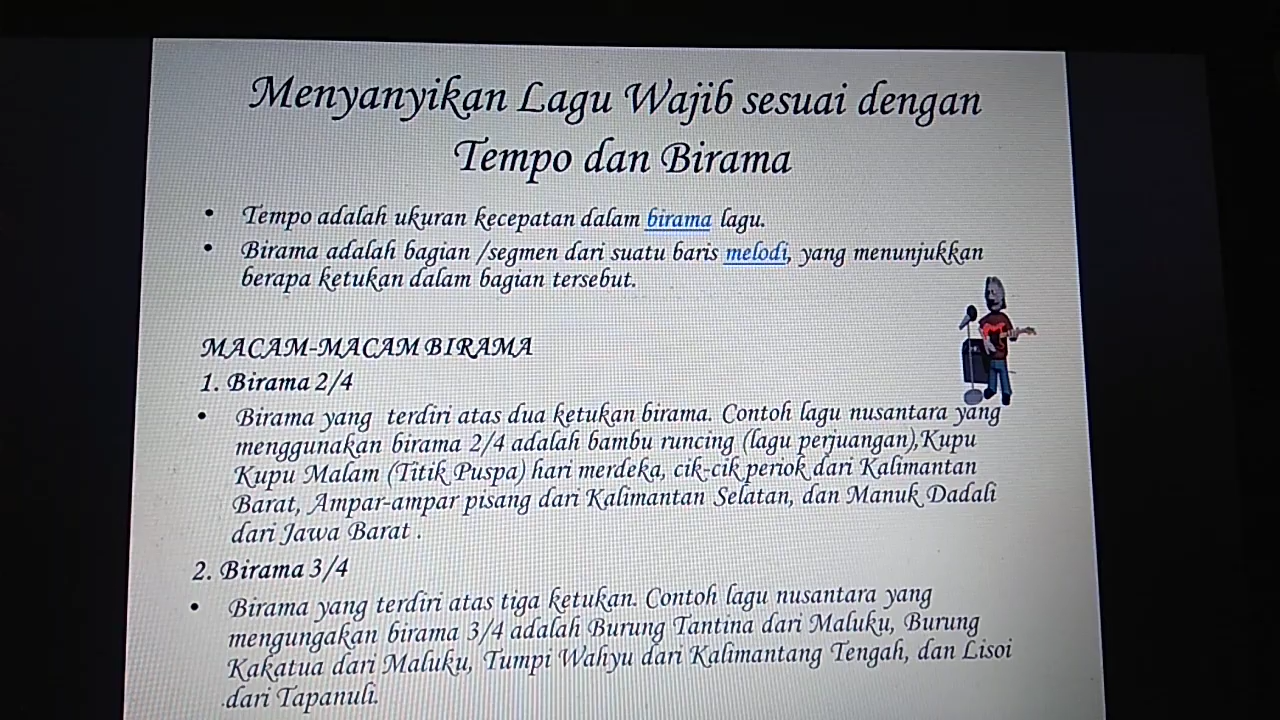 Menyanyikan Lagu Wajib sesuai dengan
Tempo dan Birama
• Tempo adalah ukuran kecepatan dalam birama lagu.
• Birama adalah bagian /segmen dari suatu baris melodi, yang menunjukkan
berapa ketukan dalam bagian tersebut.
MACAM-MACAM BIRAMA
1. Birama 2/4
• Birama yang terdiri atas dua ketukan birama. Contoh lagu nusantara yang
menggunakan birama 2/4 adalah bambu runcing (lagu perjuangan),Kupu
Kupu Malam (Titik Puspa) hari merdeka, cik-cik periok dari Kalimantan
Barat, Ampar-ampar pisang dari Kalimantan Selatan, dan Manuk Dadali
dari Jawa Barat .
2. Birama 3/4
• Birama yang terdiri atas tiga ketukan. Contoh lagu nusantara yang
mengungakan birama 3/4 adalah Burung Tantina dari Maluku, Burung
Kakatua dari Maluku, Tumpi Wahyu dari Kalimantang Tengah, dan Lisoi
dari Tapanuli.